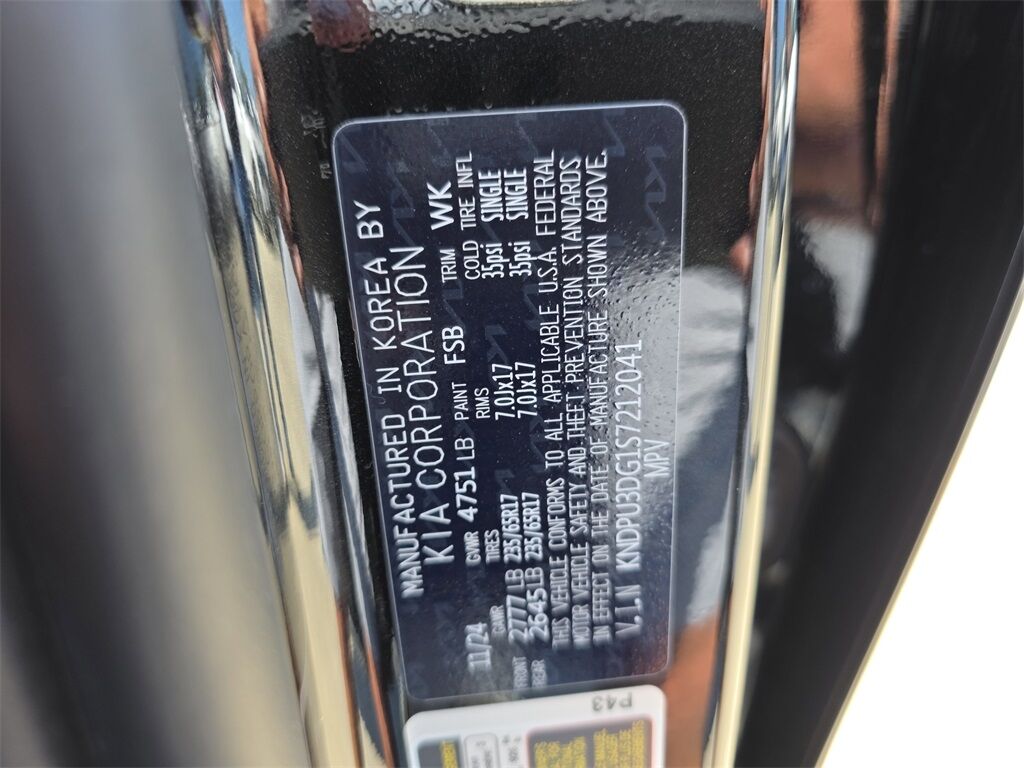 MANUFACTURED IN KOREA BY
KIA CORPORATION
11/24 GVWR 4751 LB PAINT FSB TRIM WK
GAWR TIRES RIMS COLD TIRE INFL
FRONT 2777 LB 235/65R17 7.0Jx17 35psi SINGLE
REAR 2645 LB 235/65R17 7.0Jx17 35psi SINGLE
THIS VEHICLE CONFORMS TO ALL APPLICABLE U.S.A. FEDERAL
MOTOR VEHICLE SAFETY AND THEFT PREVENTION STANDARDS
IN EFFECT ON THE DATE OF MANUFACTURE SHOWN ABOVE.
V.I.N KNDPU3DG1S7212041
MPV
P43